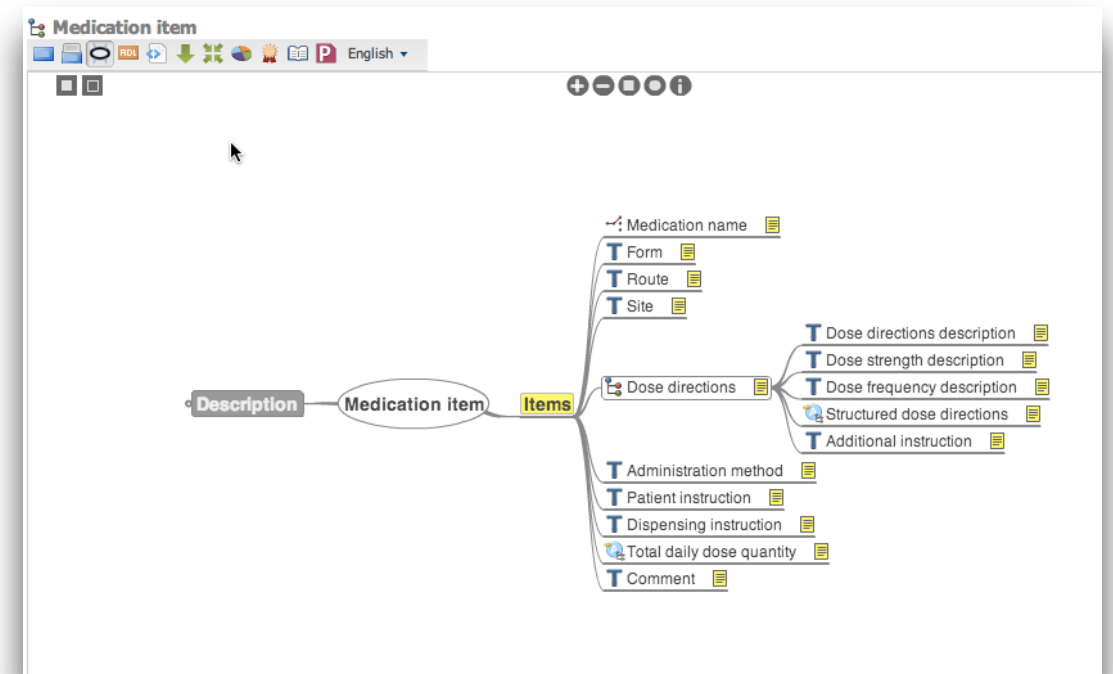 Medication item
ADL
P
English
Medication name
T Form
T Route
T Site
T Dose directions description
T Dose strength description
Dose directions
T Dose frequency description
Description
Medication item
Items
Structured dose directions
T Additional instruction
T Administration method
T Patient instruction
T Dispensing instruction
Total daily dose quantity
T Comment